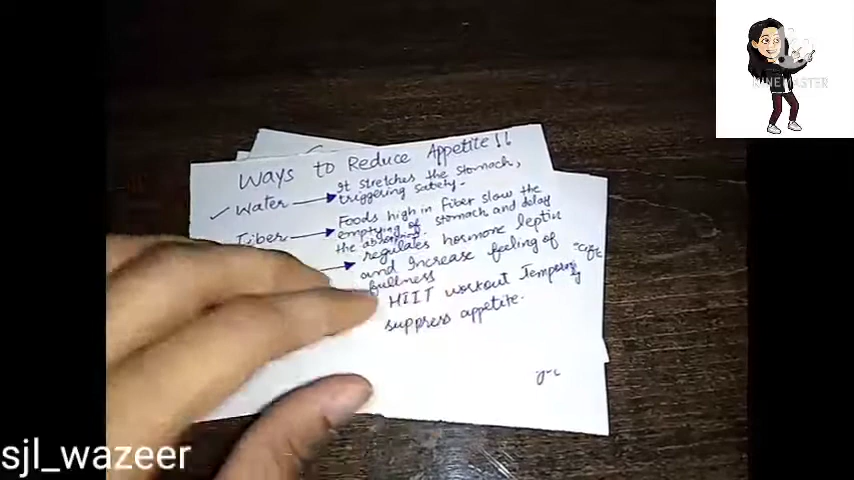 Ways to Reduce Appetite!!
✓ Water → It stretches the stomach,
triggering satety.
Fiber → Foods high in Fiber slow the
emptying of stomach and delay
the absorption.
→ regulates hormone leptin
and Increase feeling of
fullness
HIIT workout Temporarily
suppress appetite.
KINEMASTER
sjl_wazeer